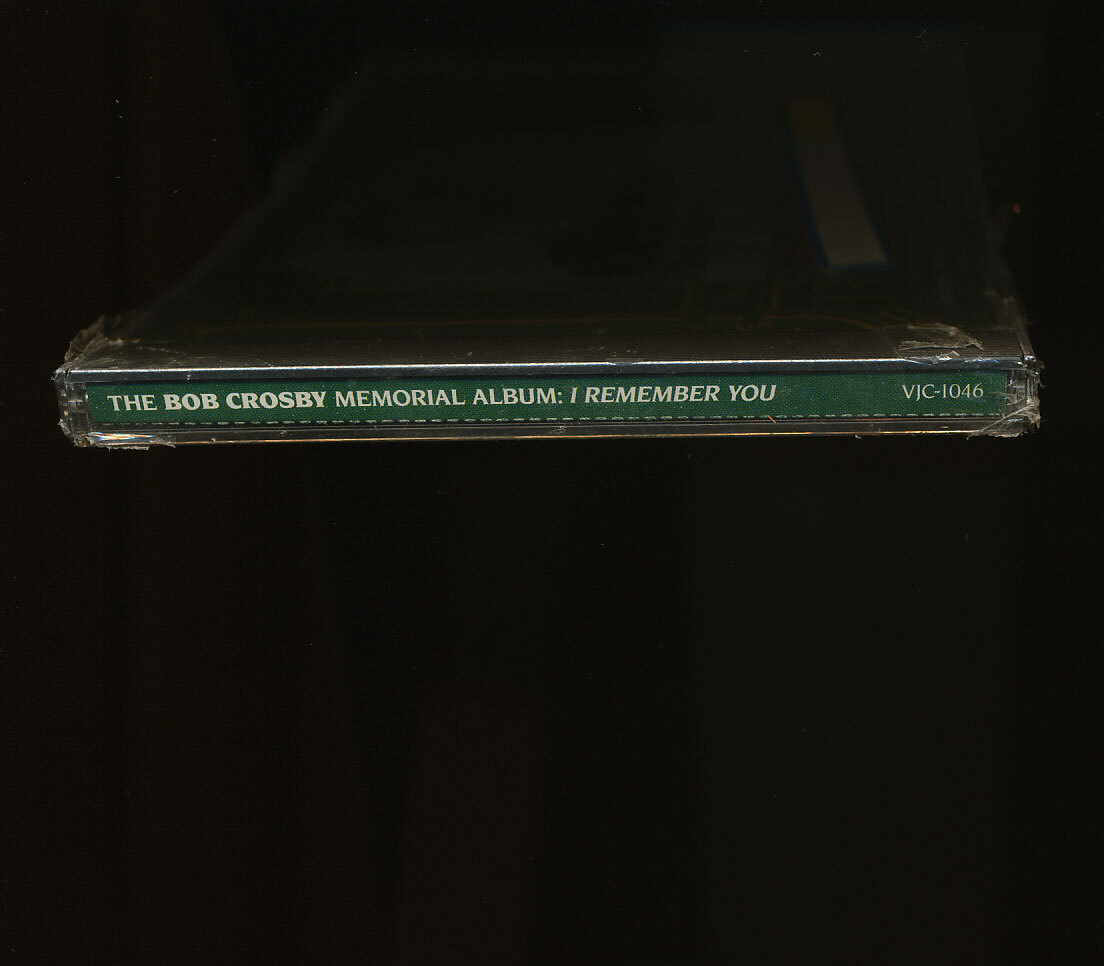 THE BOB CROSBY MEMORIAL ALBUM: I REMEMBER YOU VJC-1046